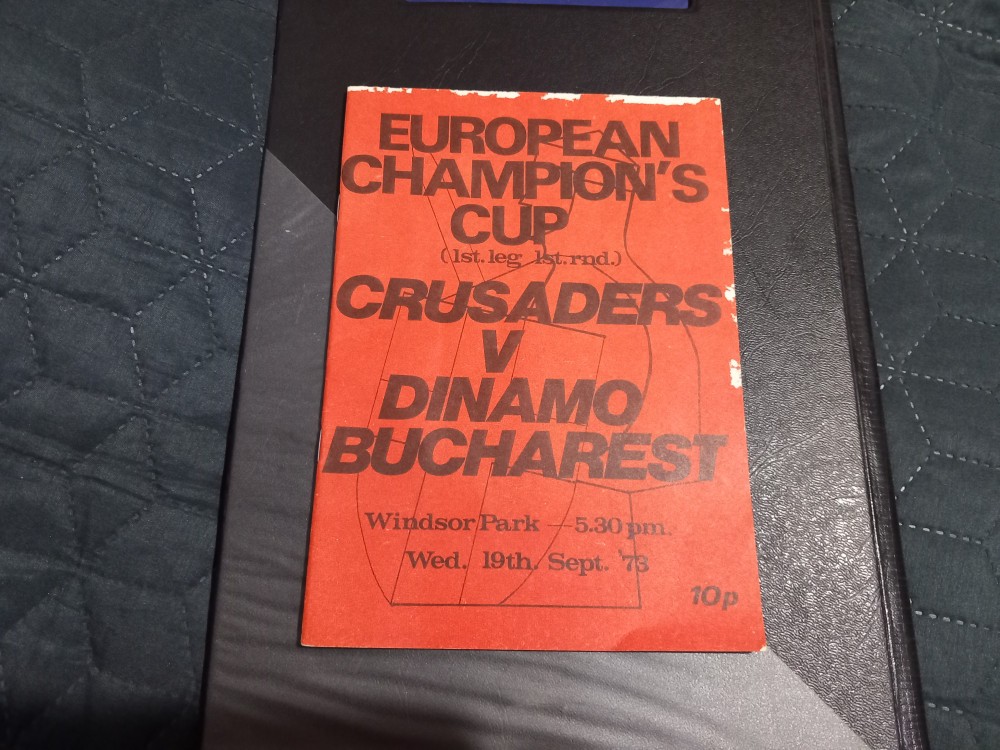 EUROPEAN
CHAMPION'S
CUP
(1st. leg 1st. rnd.)
CRUSADERS
V
DINAMO
BUCHAREST
Windsor Park — 5.30 pm.
Wed. 19th. Sept. '73
10p